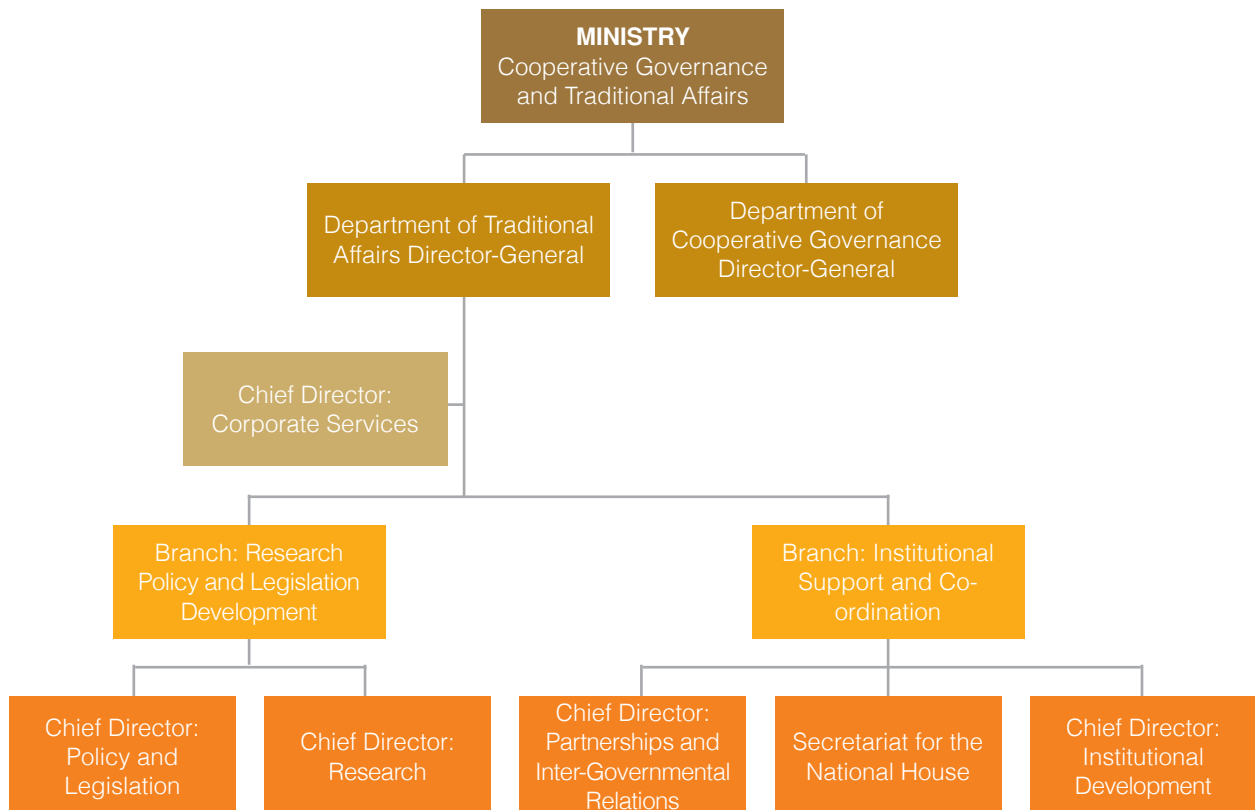 MINISTRY
Cooperative Governance
and Traditional Affairs
Department of Traditional
Affairs Director-General
Department of
Cooperative Governance
Director-General
Chief Director:
Corporate Services
Branch: Research
Policy and Legislation
Development
Branch: Institutional
Support and Co-
ordination
Chief Director:
Policy and
Legislation
Chief Director:
Research
Chief Director:
Partnerships and
Inter-Governmental
Relations
Secretariat for the
National House
Chief Director:
Institutional
Development